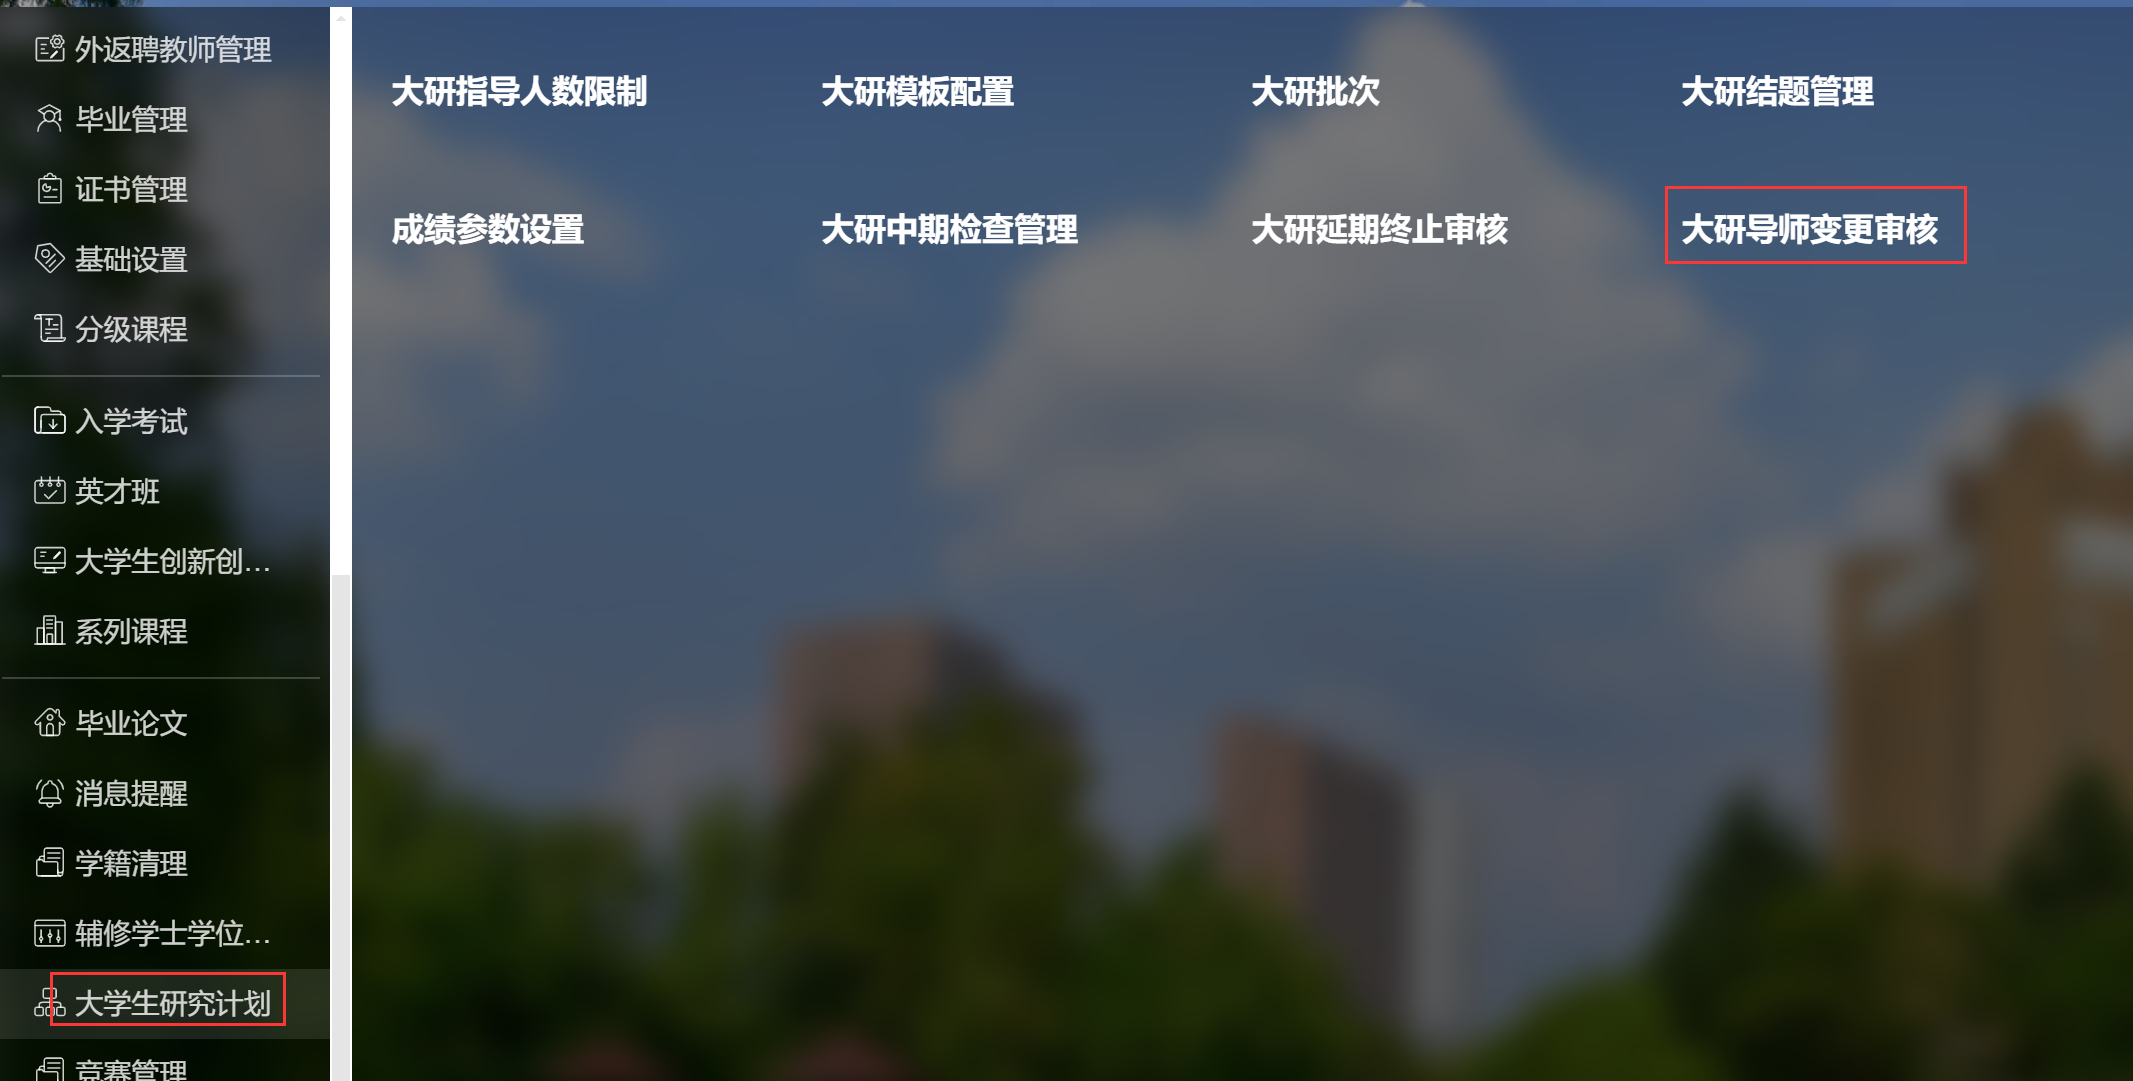 外返聘教师管理
毕业管理
证书管理
基础设置
分级课程
入学考试
英才班
大学生创新创...
系列课程
毕业论文
消息提醒
学籍清理
辅修学士学位...
大学生研究计划
竞赛管理
大研指导人数限制
大研模板配置
大研批次
大研结题管理
成绩参数设置
大研中期检查管理
大研延期终止审核
大研导师变更审核